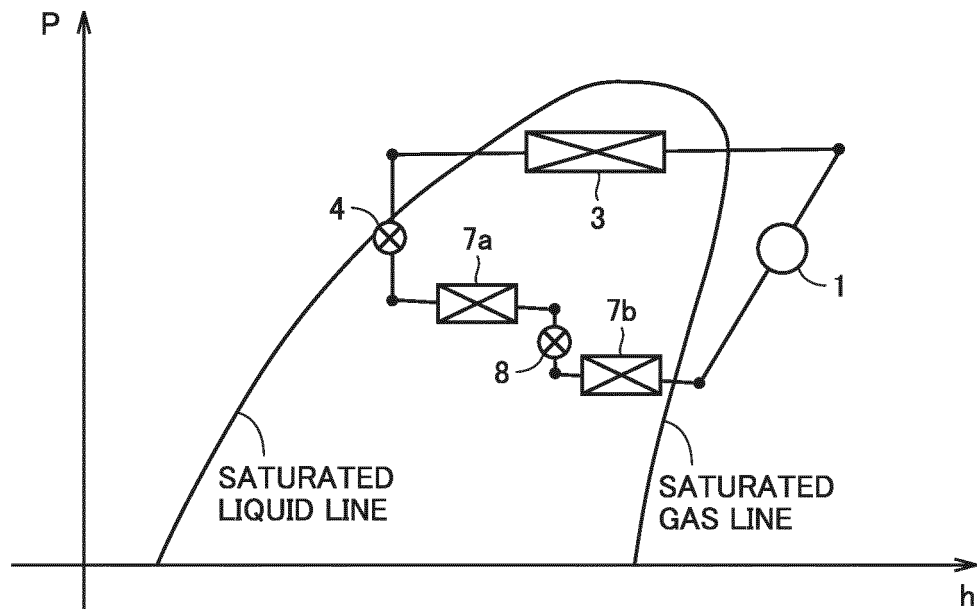 P
4
3
7a
1
7b
8
SATURATED
LIQUID LINE
SATURATED
GAS LINE
h